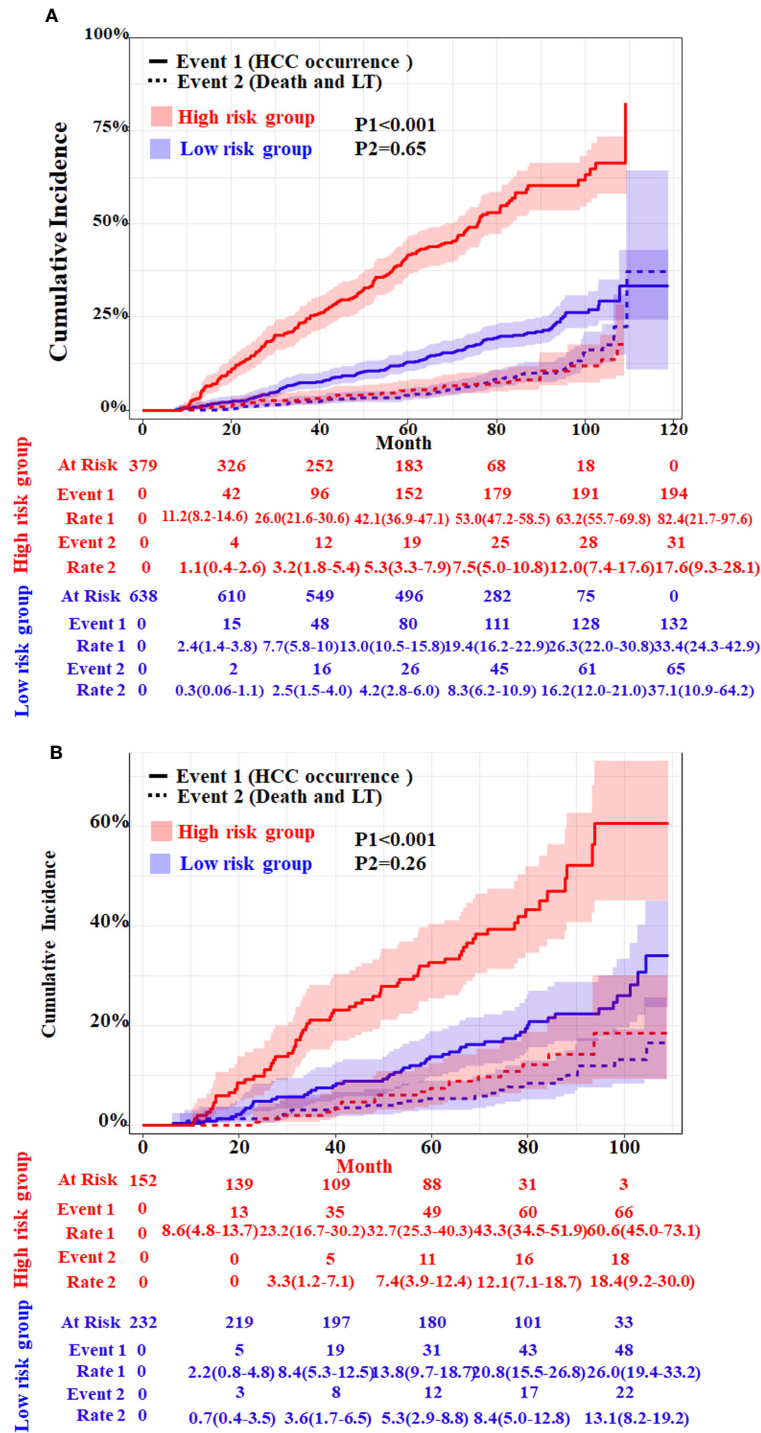 A
100%
75%
50%
25%
0%
Cumulative Incidence
Event 1 (HCC occurrence )
Event 2 (Death and LT)
High risk group
Low risk group
P1<0.001
P2=0.65
0 20 40 60 80 100 120
Month
High risk group
At Risk 379 326 252 183 68 18 0
Event 1 0 42 96 152 179 191 194
Rate 1 0 11.2(8.2-14.6) 26.0(21.6-30.6) 42.1(36.9-47.1) 53.0(47.2-58.5) 63.2(55.7-69.8) 82.4(21.7-97.6)
Event 2 0 4 12 19 25 28 31
Rate 2 0 1.1(0.4-2.6) 3.2(1.8-5.4) 5.3(3.3-7.9) 7.5(5.0-10.8) 12.0(7.4-17.6) 17.6(9.3-28.1)
Low risk group
At Risk 638 610 549 496 282 75 0
Event 1 0 15 48 80 111 128 132
Rate 1 0 2.4(1.4-3.8) 7.7(5.8-10) 13.0(10.5-15.8) 19.4(16.2-22.9) 26.3(22.0-30.8) 33.4(24.3-42.9)
Event 2 0 2 16 26 45 61 65
Rate 2 0 0.3(0.06-1.1) 2.5(1.5-4.0) 4.2(2.8-6.0) 8.3(6.2-10.9) 16.2(12.0-21.0) 37.1(10.9-64.2)
B
60%
40%
20%
0%
Cumulative Incidence
Event 1 (HCC occurrence )
Event 2 (Death and LT)
High risk group
Low risk group
P1<0.001
P2=0.26
0 20 40 60 80 100
Month
High risk group
At Risk 152 139 109 88 31 3
Event 1 0 13 35 49 60 66
Rate 1 0 8.6(4.8-13.7) 23.2(16.7-30.2) 32.7(25.3-40.3) 43.3(34.5-51.9) 60.6(45.0-73.1)
Event 2 0 0 5 11 16 18
Rate 2 0 0 3.3(1.2-7.1) 7.4(3.9-12.4) 12.1(7.1-18.7) 18.4(9.2-30.0)
Low risk group
At Risk 232 219 197 180 101 33
Event 1 0 5 19 31 43 48
Rate 1 0 2.2(0.8-4.8) 8.4(5.3-12.5) 13.8(9.7-18.7) 20.8(15.5-26.8) 26.0(19.4-33.2)
Event 2 0 3 8 12 17 22
Rate 2 0 0.7(0.4-3.5) 3.6(1.7-6.5) 5.3(2.9-8.8) 8.4(5.0-12.8) 13.1(8.2-19.2)